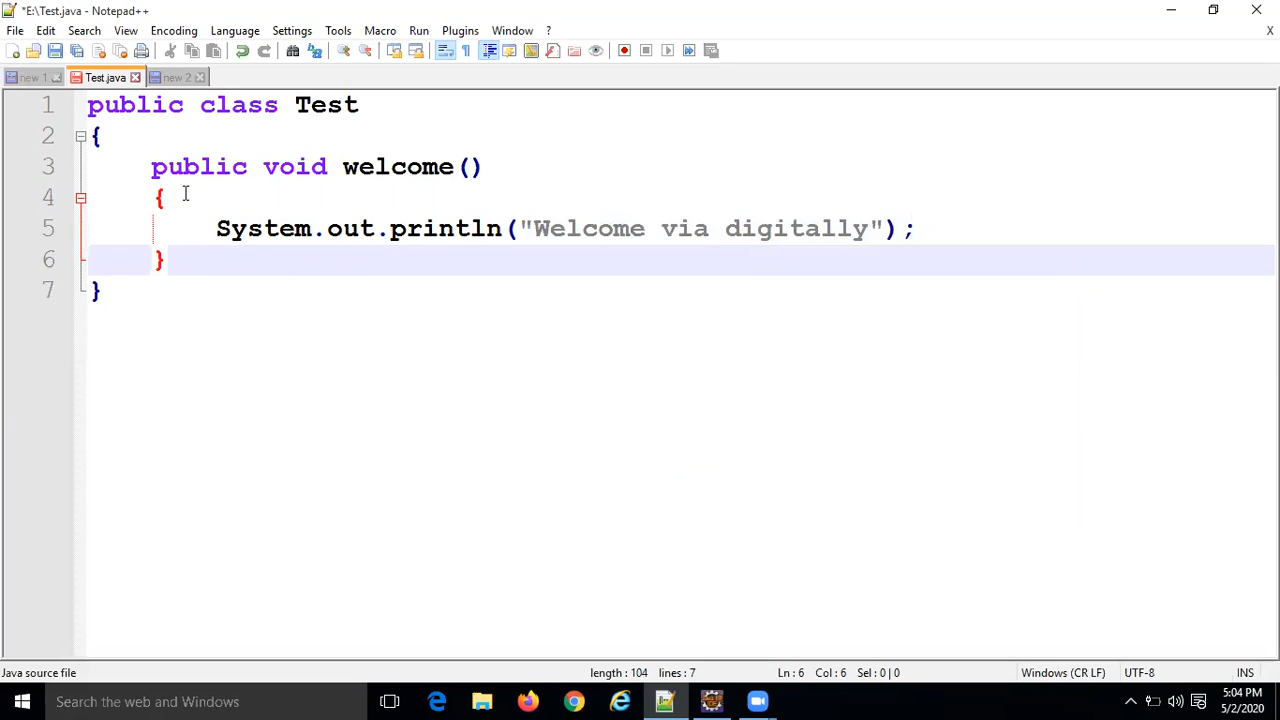 *E:\Test.java - Notepad++
File Edit Search View Encoding Language Settings Tools Macro Run Plugins Window ? X
new 1 Test.java new 2
1 public class Test
2 {
3 public void welcome()
4 {
5 System.out.println("Welcome via digitally");
6 }
7 }
Java source file length : 104 lines : 7 Ln : 6 Col : 6 Sel : 0 | 0 Windows (CR LF) UTF-8 INS
Search the web and Windows
5:04 PM
5/2/2020